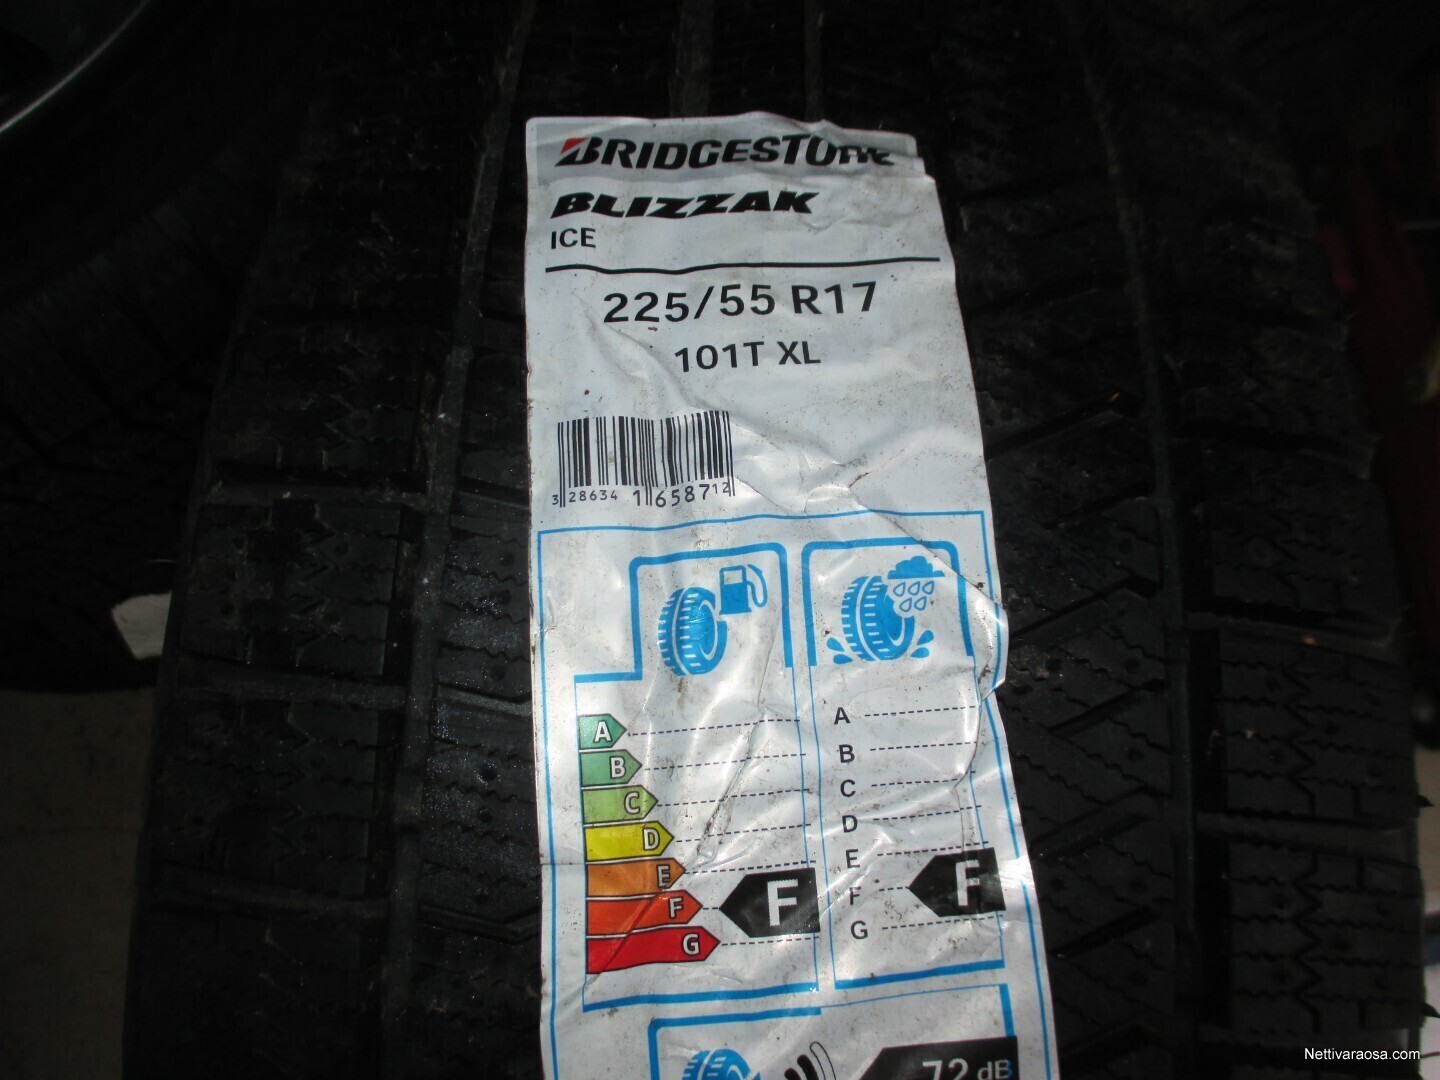 BRIDGESTONE
BLIZZAK
ICE
225/55 R17
101T XL
3 286341 658712
A
B
C
D
E
F
G
F
A
B
C
D
E
F
G
F
72 dB
Nettivaraosa.com